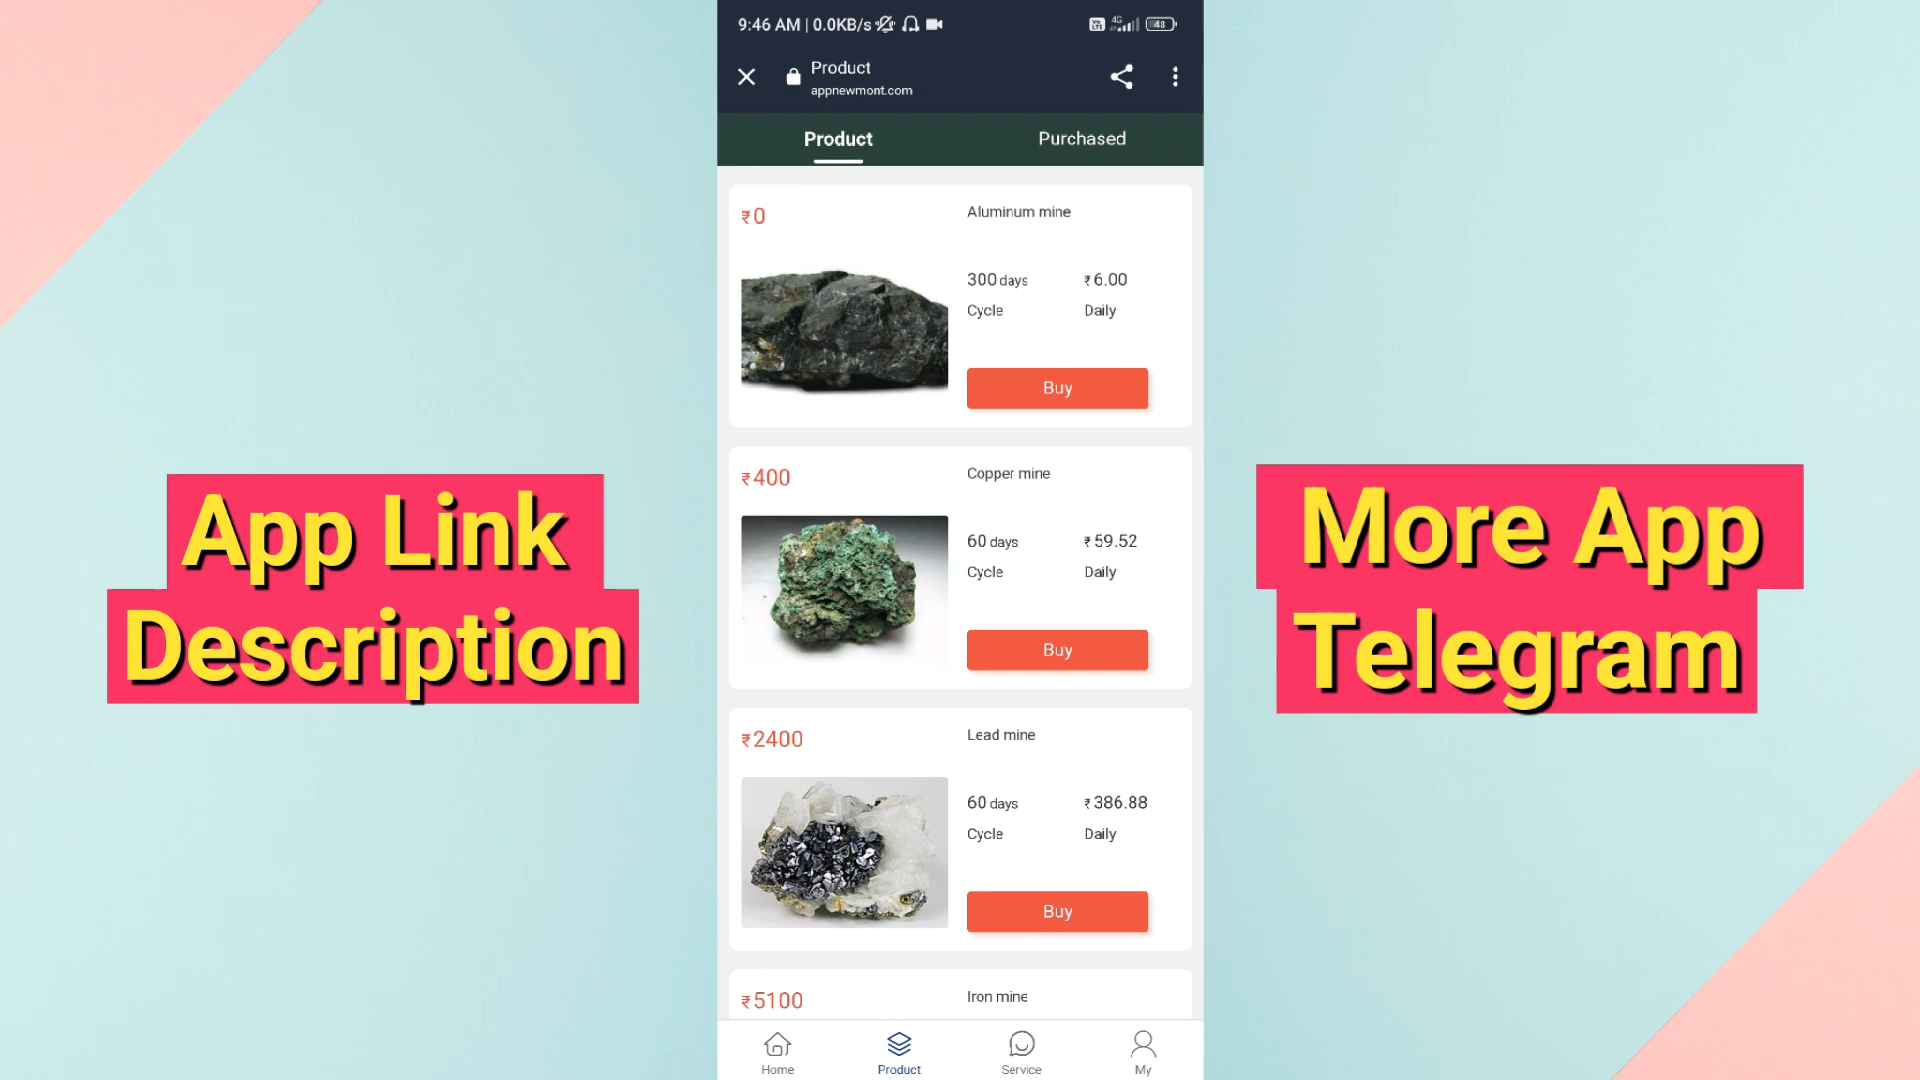 9:46 AM | 0.0KB/s
4G
48
Product
appnewmont.com
Product
Purchased
₹0
Aluminum mine
300 days
₹6.00
Cycle
Daily
Buy
₹400
Copper mine
60 days
₹59.52
Cycle
Daily
Buy
₹2400
Lead mine
60 days
₹386.88
Cycle
Daily
Buy
₹5100
Iron mine
Home
Product
Service
My
App Link
Description
More App
Telegram